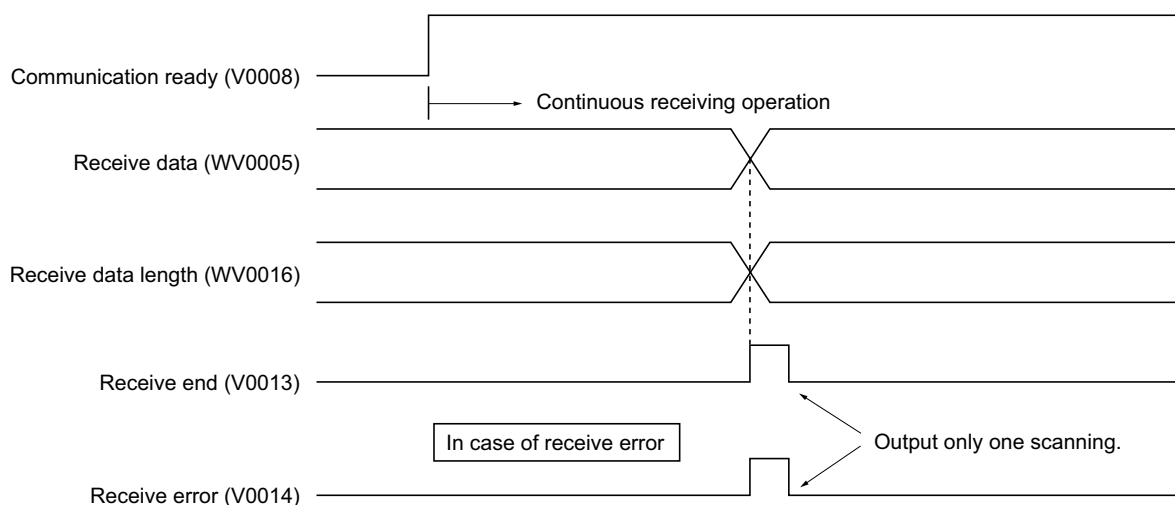 Communication ready (V0008)
Continuous receiving operation
Receive data (WV0005)
Receive data length (WV0016)
Receive end (V0013)
In case of receive error
Output only one scanning.
Receive error (V0014)